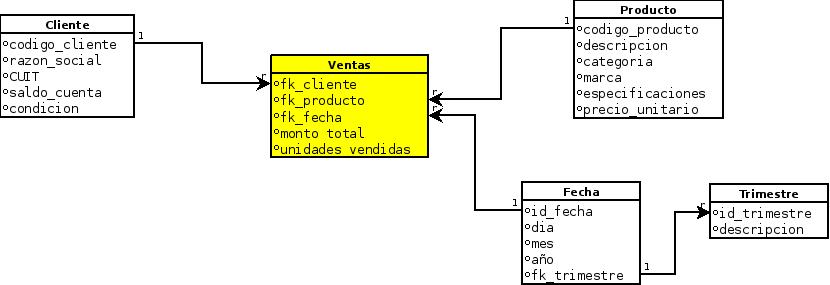 Cliente
codigo_cliente
razon_social
CUIT
saldo_cuenta
condicion
1
r
Ventas
fk_cliente
fk_producto
fk_fecha
monto total
unidades vendidas
r
r
1
Producto
codigo_producto
descripcion
categoria
marca
especificaciones
precio_unitario
1
Fecha
id_fecha
dia
mes
año
fk_trimestre
1
r
Trimestre
id_trimestre
descripcion